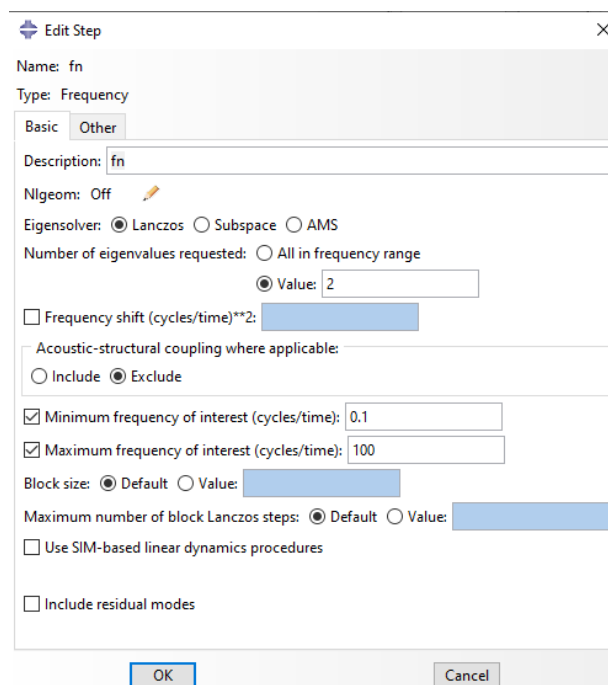 Edit Step
Name: fn
Type: Frequency
Basic Other
Description: fn
Nlgeom: Off
Eigensolver: Lanczos Subspace AMS
Number of eigenvalues requested: All in frequency range
Value: 2
Frequency shift (cycles/time)**2:
Acoustic-structural coupling where applicable:
Include Exclude
Minimum frequency of interest (cycles/time): 0.1
Maximum frequency of interest (cycles/time): 100
Block size: Default Value:
Maximum number of block Lanczos steps: Default Value:
Use SIM-based linear dynamics procedures
Include residual modes
OK Cancel